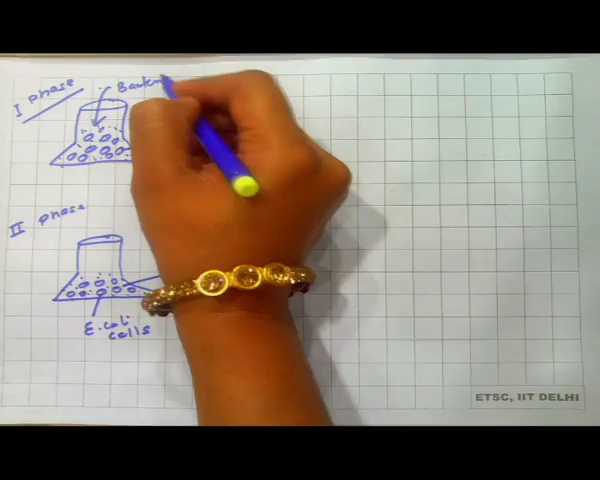 I phase
II phase
E.coli
cells
ETSC, IIT DELHI